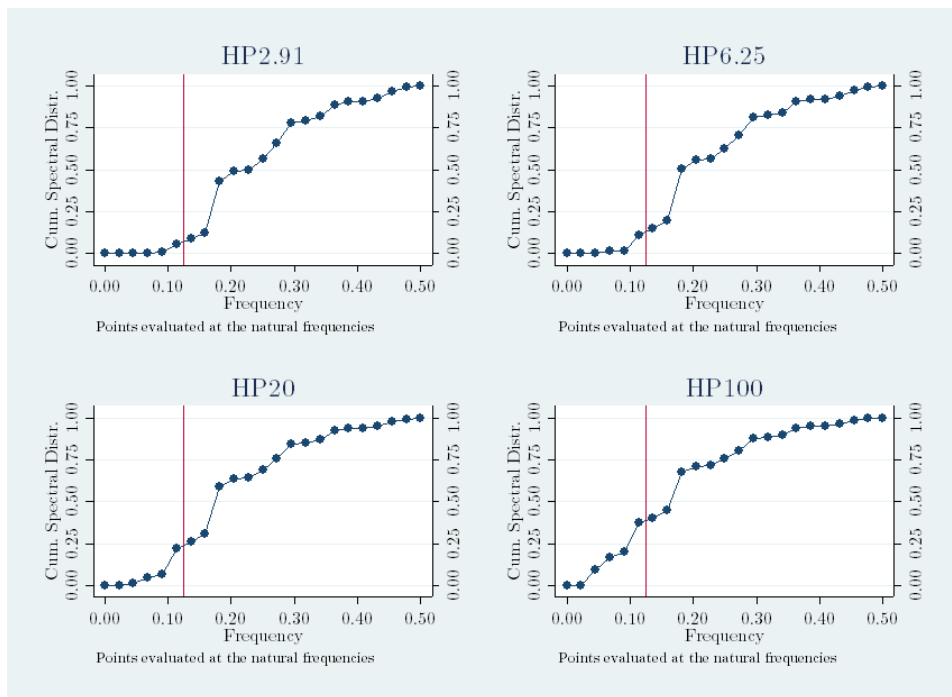 HP2.91
Cum. Spectral Distr.
0.00 0.25 0.50 0.75 1.00
0.00 0.25 0.50 0.75 1.00
0.00 0.10 0.20 0.30 0.40 0.50
Frequency
Points evaluated at the natural frequencies
HP6.25
Cum. Spectral Distr.
0.00 0.25 0.50 0.75 1.00
0.00 0.25 0.50 0.75 1.00
0.00 0.10 0.20 0.30 0.40 0.50
Frequency
Points evaluated at the natural frequencies
HP20
Cum. Spectral Distr.
0.00 0.25 0.50 0.75 1.00
0.00 0.25 0.50 0.75 1.00
0.00 0.10 0.20 0.30 0.40 0.50
Frequency
Points evaluated at the natural frequencies
HP100
Cum. Spectral Distr.
0.00 0.25 0.50 0.75 1.00
0.00 0.25 0.50 0.75 1.00
0.00 0.10 0.20 0.30 0.40 0.50
Frequency
Points evaluated at the natural frequencies